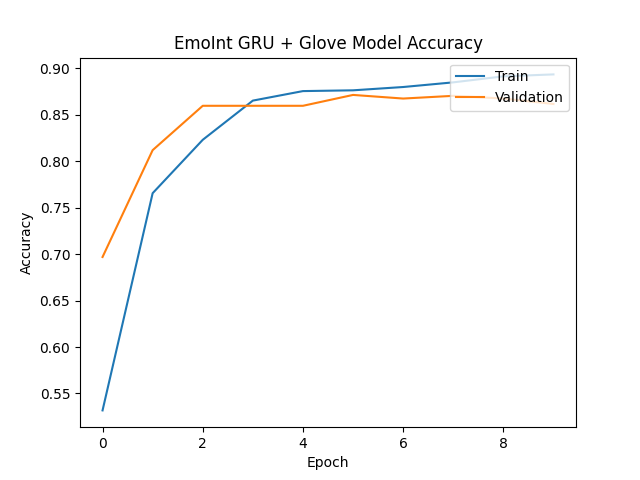 EmoInt GRU + Glove Model Accuracy
Train
Validation
Accuracy
0.90
0.85
0.80
0.75
0.70
0.65
0.60
0.55
0 2 4 6 8
Epoch